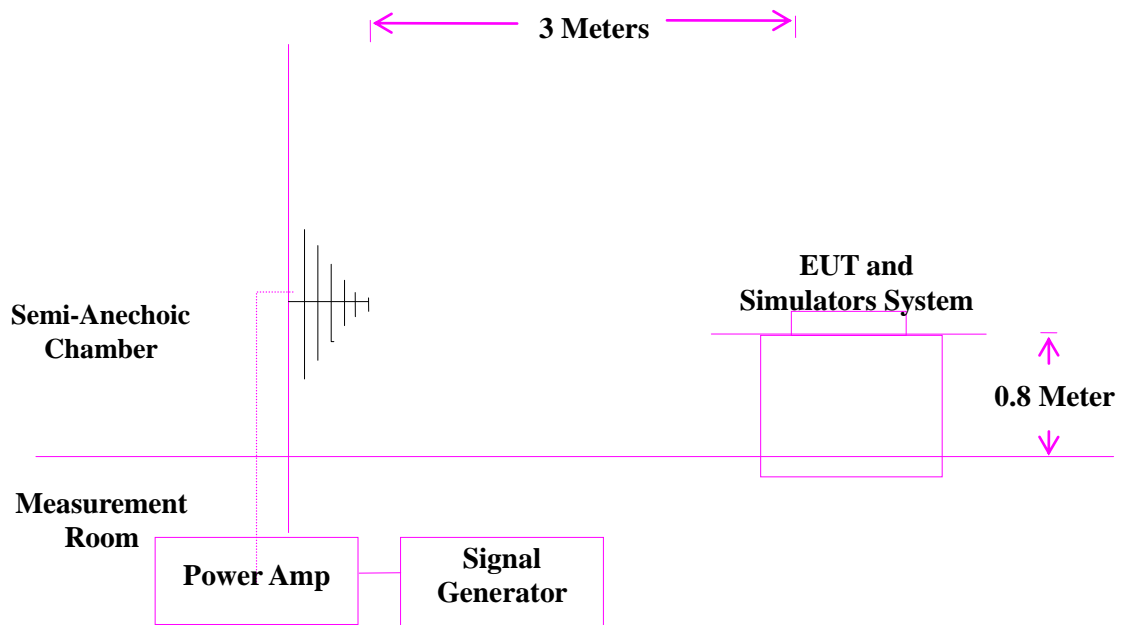 3 Meters
EUT and
Simulators System
Semi-Anechoic
Chamber
0.8 Meter
Measurement
Room
Power Amp
Signal
Generator